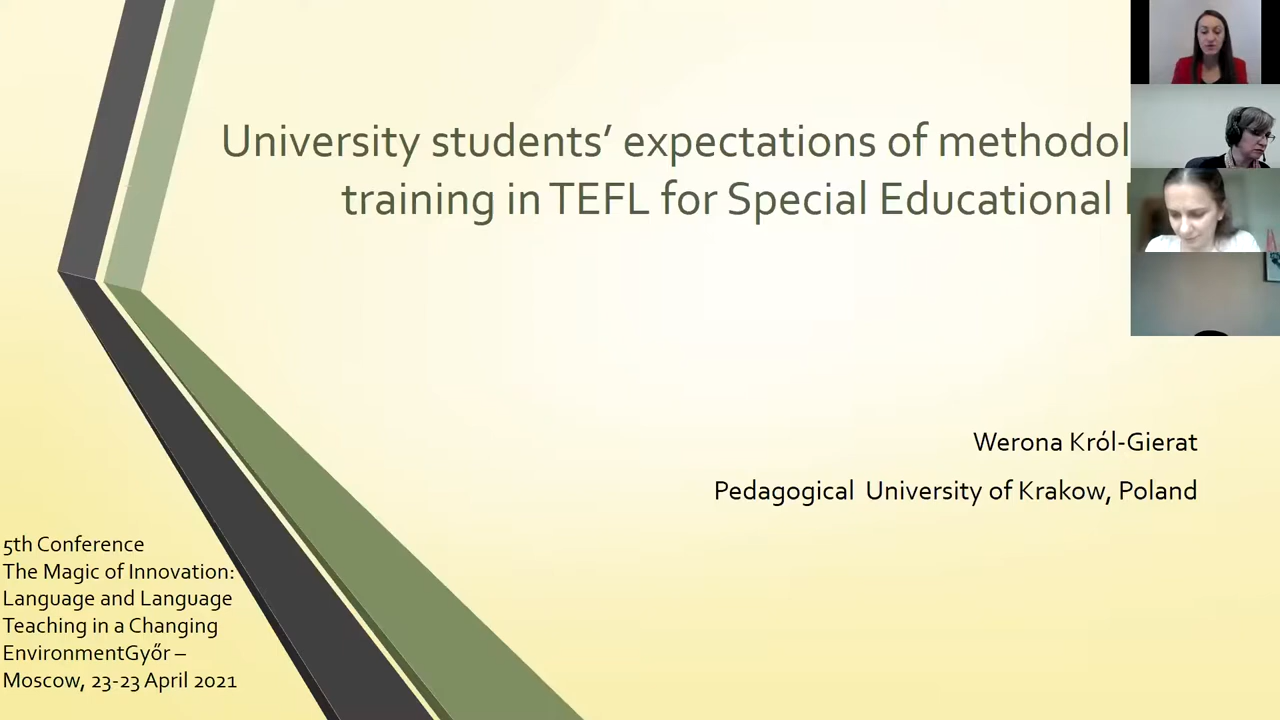 University students’ expectations of methodol
training in TEFL for Special Educational
Werona Król-Gierat
Pedagogical University of Krakow, Poland
5th Conference
The Magic of Innovation:
Language and Language
Teaching in a Changing
EnvironmentGyőr –
Moscow, 23-23 April 2021